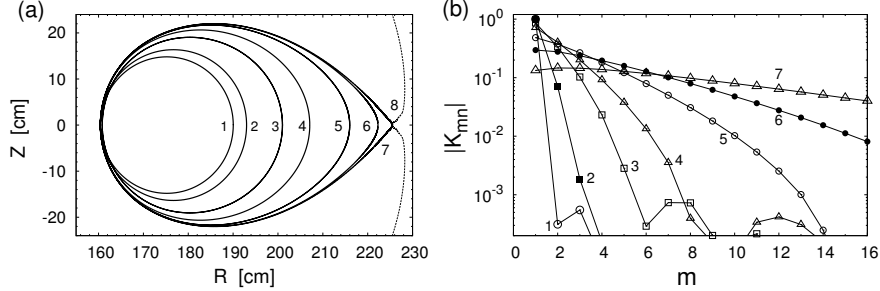 (a)
20
10
0
-10
-20
Z [cm]
1 2 3 4 5 6 7 8
160 170 180 190 200 210 220 230
R [cm]
(b)
10^0
10^-1
10^-2
10^-3
|K_mn|
1 2 3 4 5 6 7
0 2 4 6 8 10 12 14 16
m